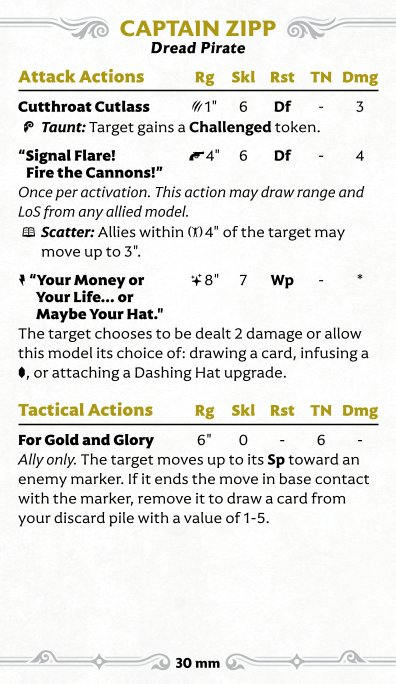 CAPTAIN ZIPP
Dread Pirate
Attack Actions Rg Skl Rst TN Dmg
Cutthroat Cutlass 1" 6 Df - 3
Taunt: Target gains a Challenged token.
“Signal Flare! 4" 6 Df - 4
Fire the Cannons!”
Once per activation. This action may draw range and
LoS from any allied model.
Scatter: Allies within 4" of the target may
move up to 3".
“Your Money or 8" 7 Wp - *
Your Life... or
Maybe Your Hat."
The target chooses to be dealt 2 damage or allow
this model its choice of: drawing a card, infusing a
, or attaching a Dashing Hat upgrade.
Tactical Actions Rg Skl Rst TN Dmg
For Gold and Glory 6" 0 - 6 -
Ally only. The target moves up to its Sp toward an
enemy marker. If it ends the move in base contact
with the marker, remove it to draw a card from
your discard pile with a value of 1-5.
30 mm